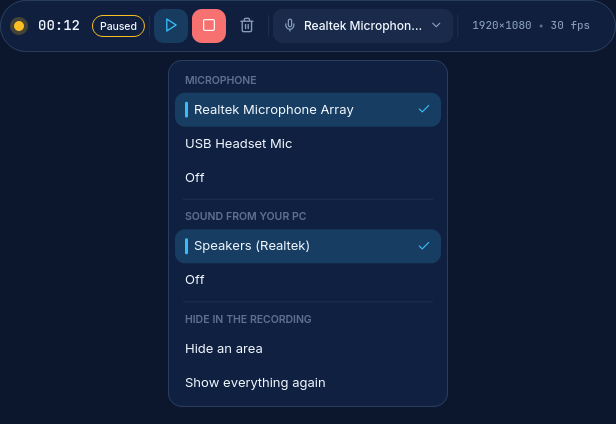 00:12 Paused Realtek Microphon... 1920×1080 • 30 fps
MICROPHONE
Realtek Microphone Array
USB Headset Mic
Off
SOUND FROM YOUR PC
Speakers (Realtek)
Off
HIDE IN THE RECORDING
Hide an area
Show everything again